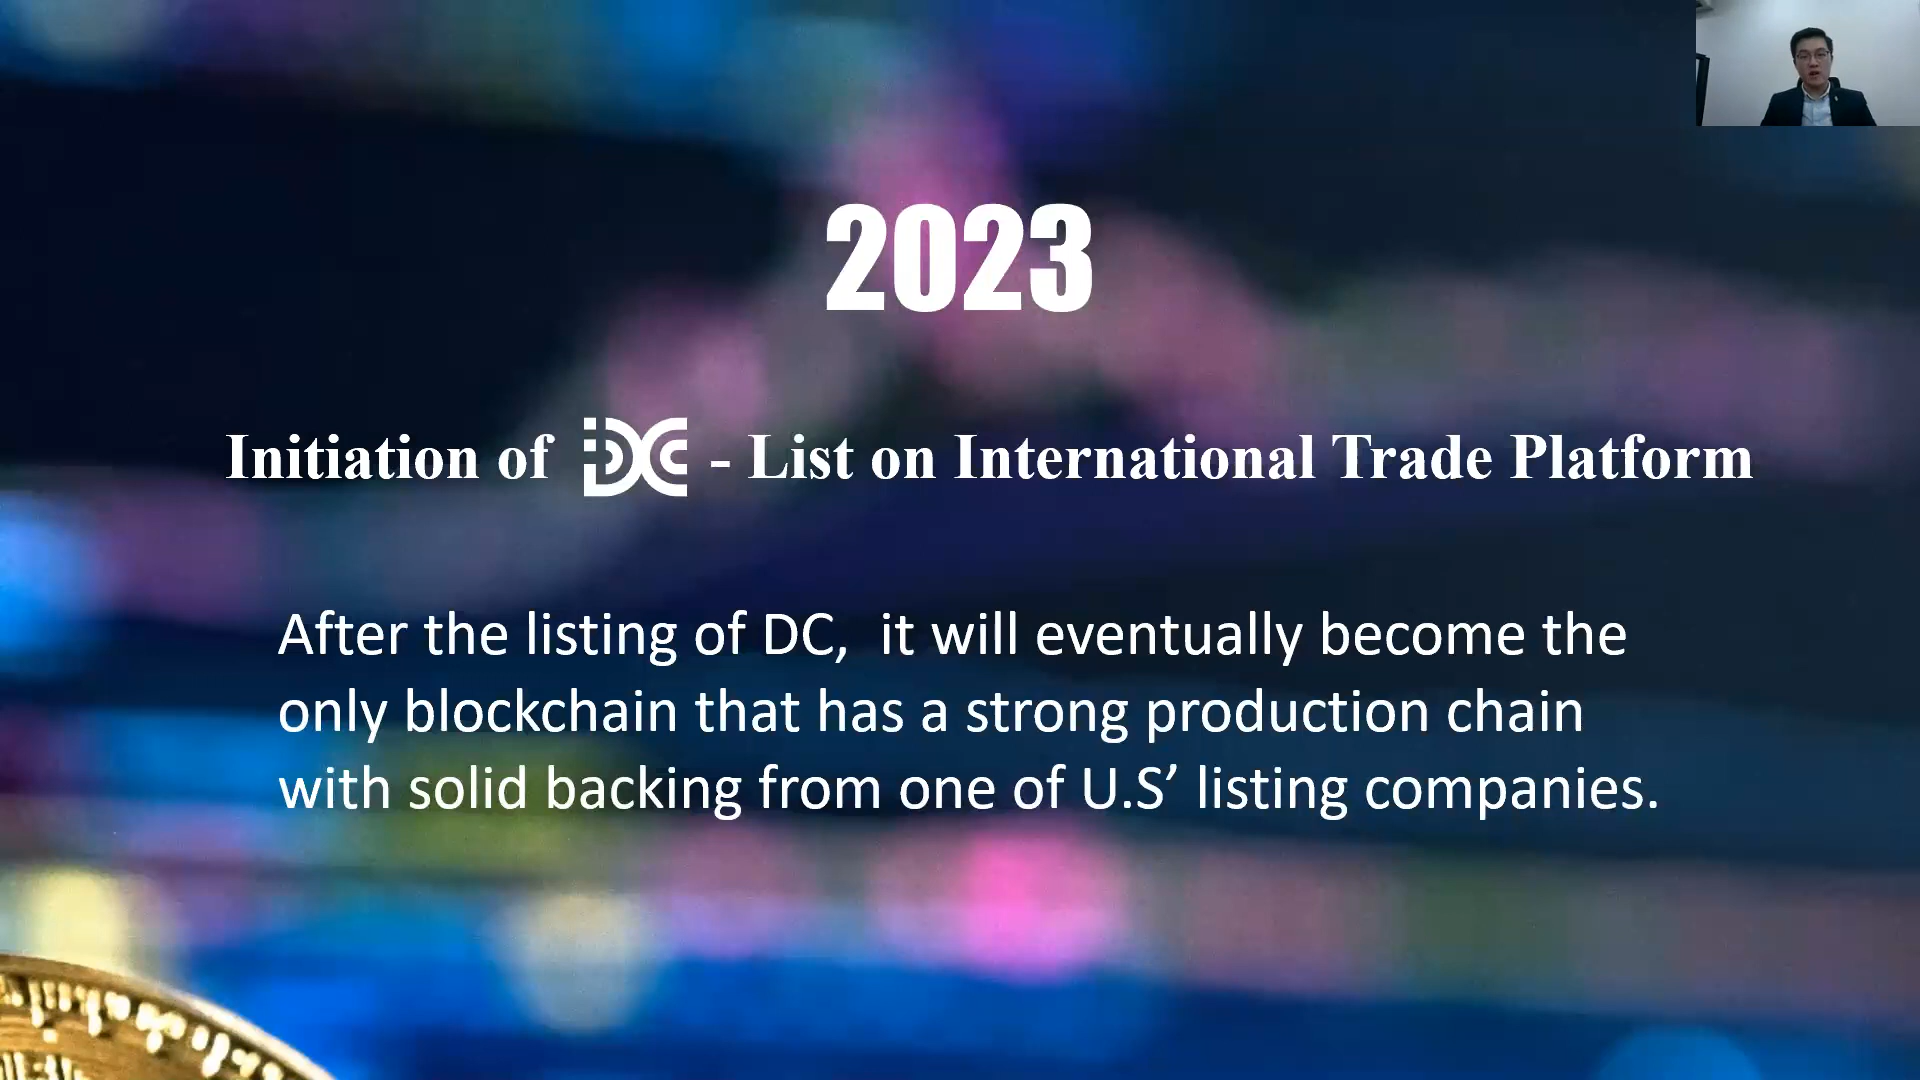 2023
Initiation of DC - List on International Trade Platform
After the listing of DC, it will eventually become the
only blockchain that has a strong production chain
with solid backing from one of U.S’ listing companies.